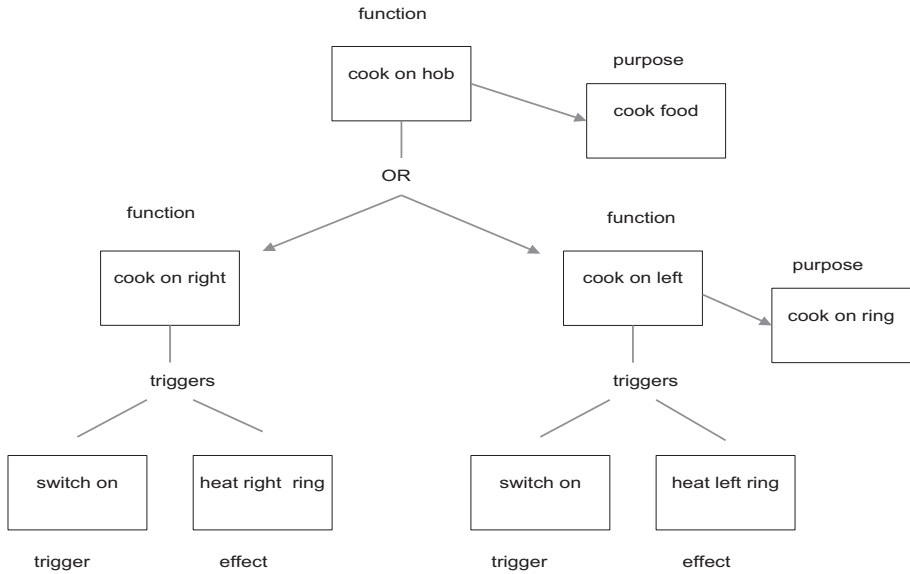 function
cook on hob
purpose
cook food
OR
function
function
cook on right
cook on left
purpose
cook on ring
triggers
triggers
switch on
heat right ring
switch on
heat left ring
trigger
effect
trigger
effect